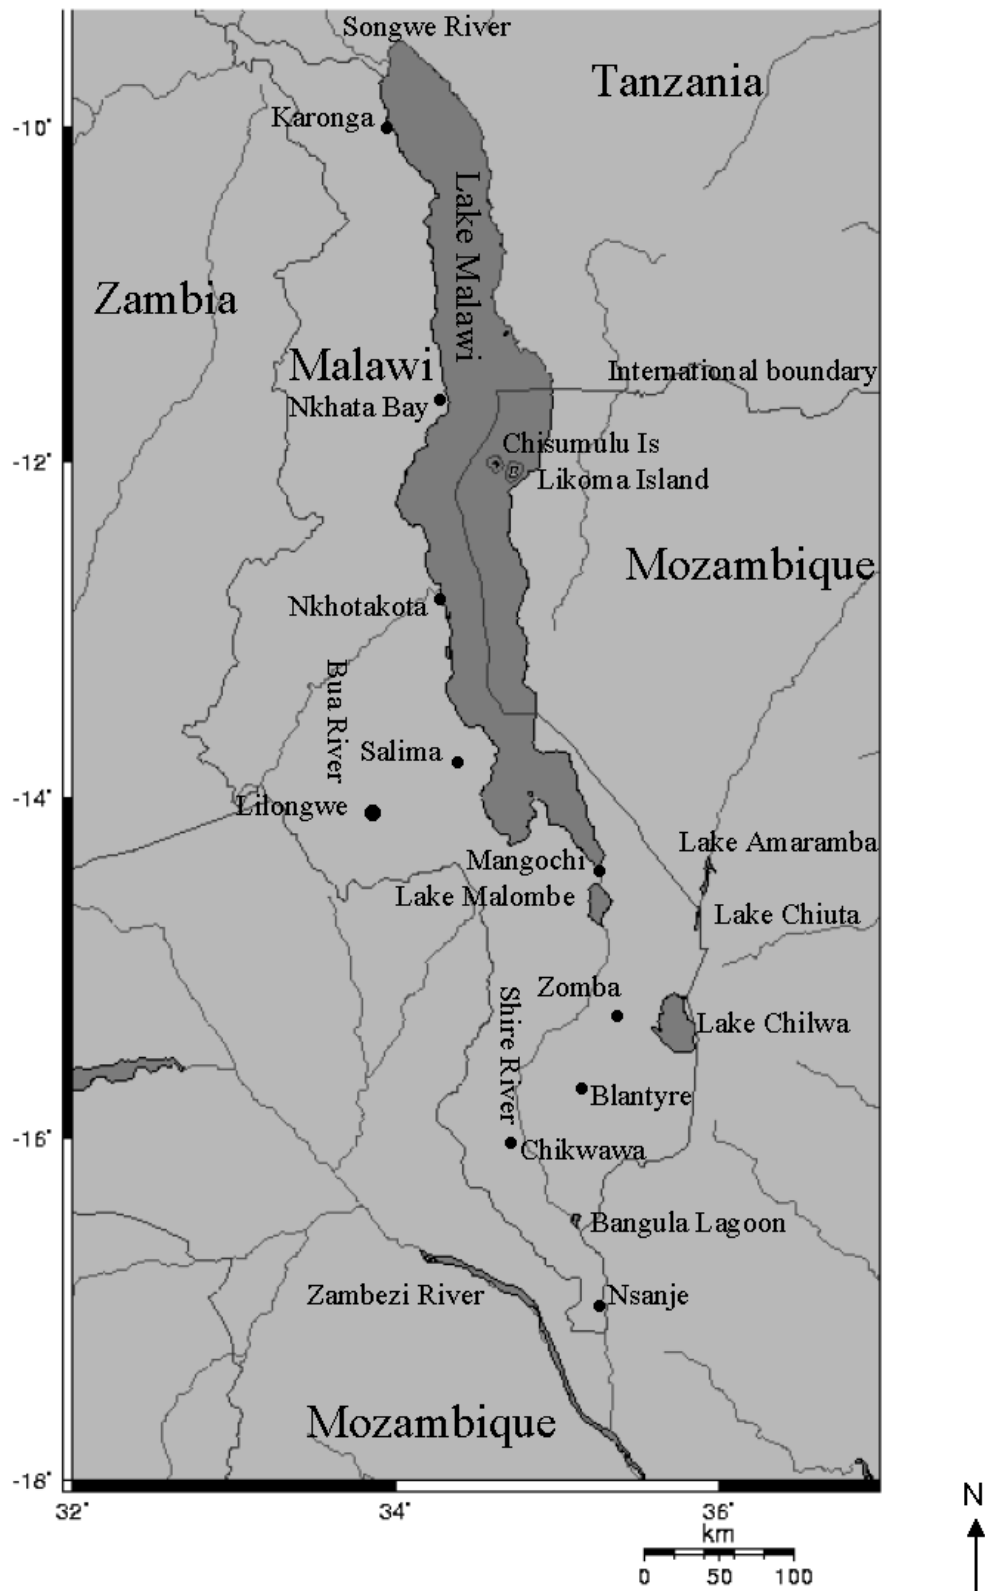 Songwe River
Tanzania
-10°
Karonga
Lake Malawi
Zambia
Malawi
International boundary
Nkhata Bay
Chisumulu Is
-12°
Likoma Island
Mozambique
Nkhotakota
Bua River
Salima
-14°
Lilongwe
Lake Amaramba
Mangochi
Lake Malombe
Lake Chiuta
Zomba
Shire River
Lake Chilwa
Blantyre
-16°
Chikwawa
Bangula Lagoon
Zambezi River
Nsanje
Mozambique
-18°
32°
34°
36°
N
km
0 50 100